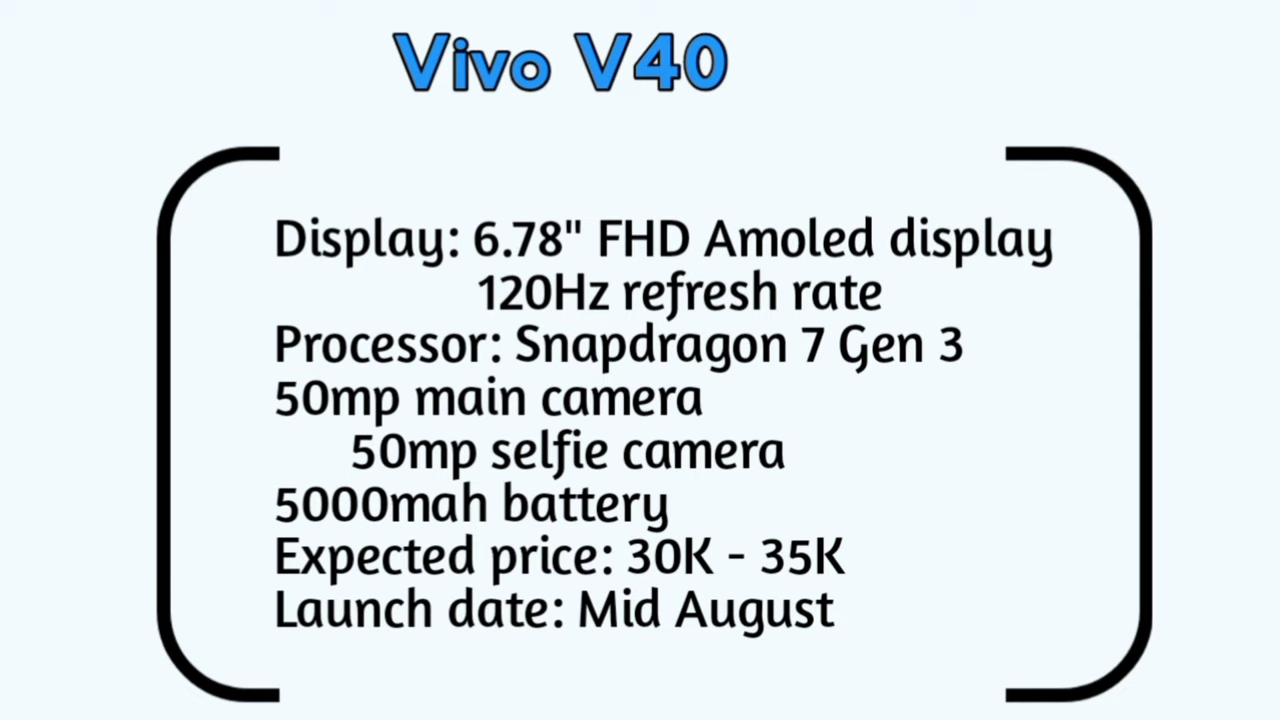 Vivo V40
Display: 6.78" FHD Amoled display
120Hz refresh rate
Processor: Snapdragon 7 Gen 3
50mp main camera
50mp selfie camera
5000mah battery
Expected price: 30K - 35K
Launch date: Mid August